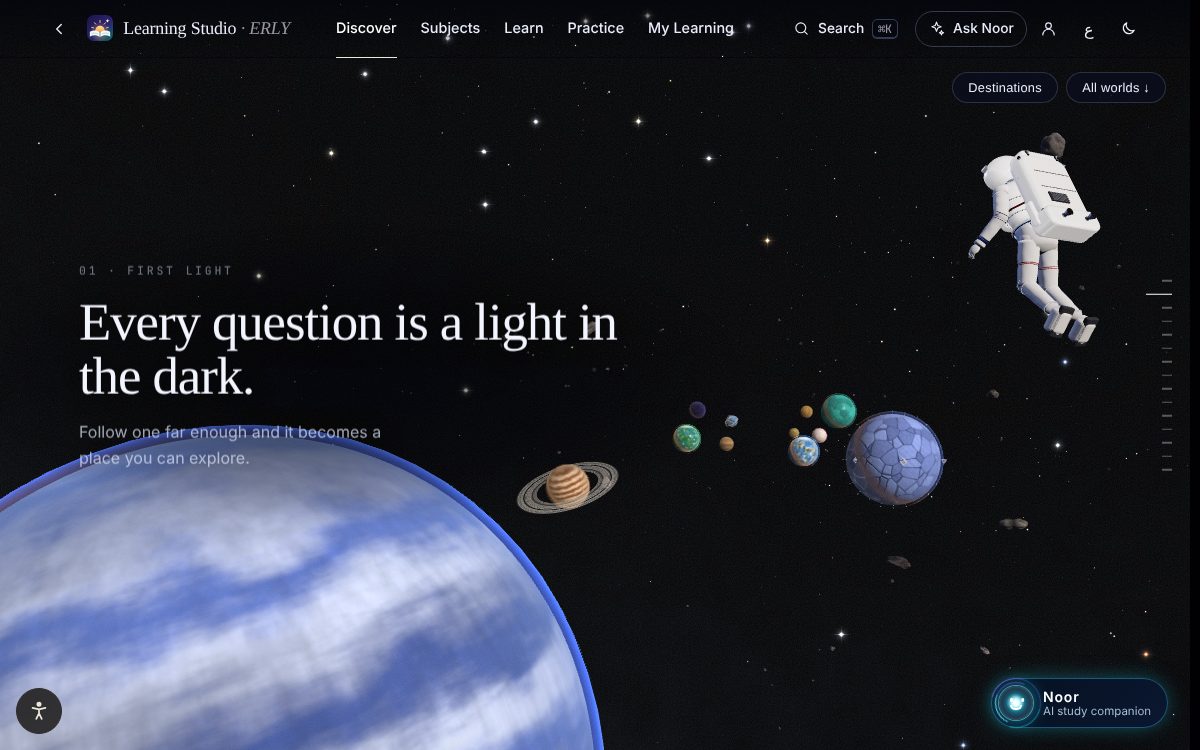 Learning Studio · ERLY
Discover
Subjects
Learn
Practice
My Learning
Search
⌘K
Ask Noor
ع
Destinations
All worlds ↓
01 · FIRST LIGHT
Every question is a light in
the dark.
Follow one far enough and it becomes a
place you can explore.
Noor
AI study companion